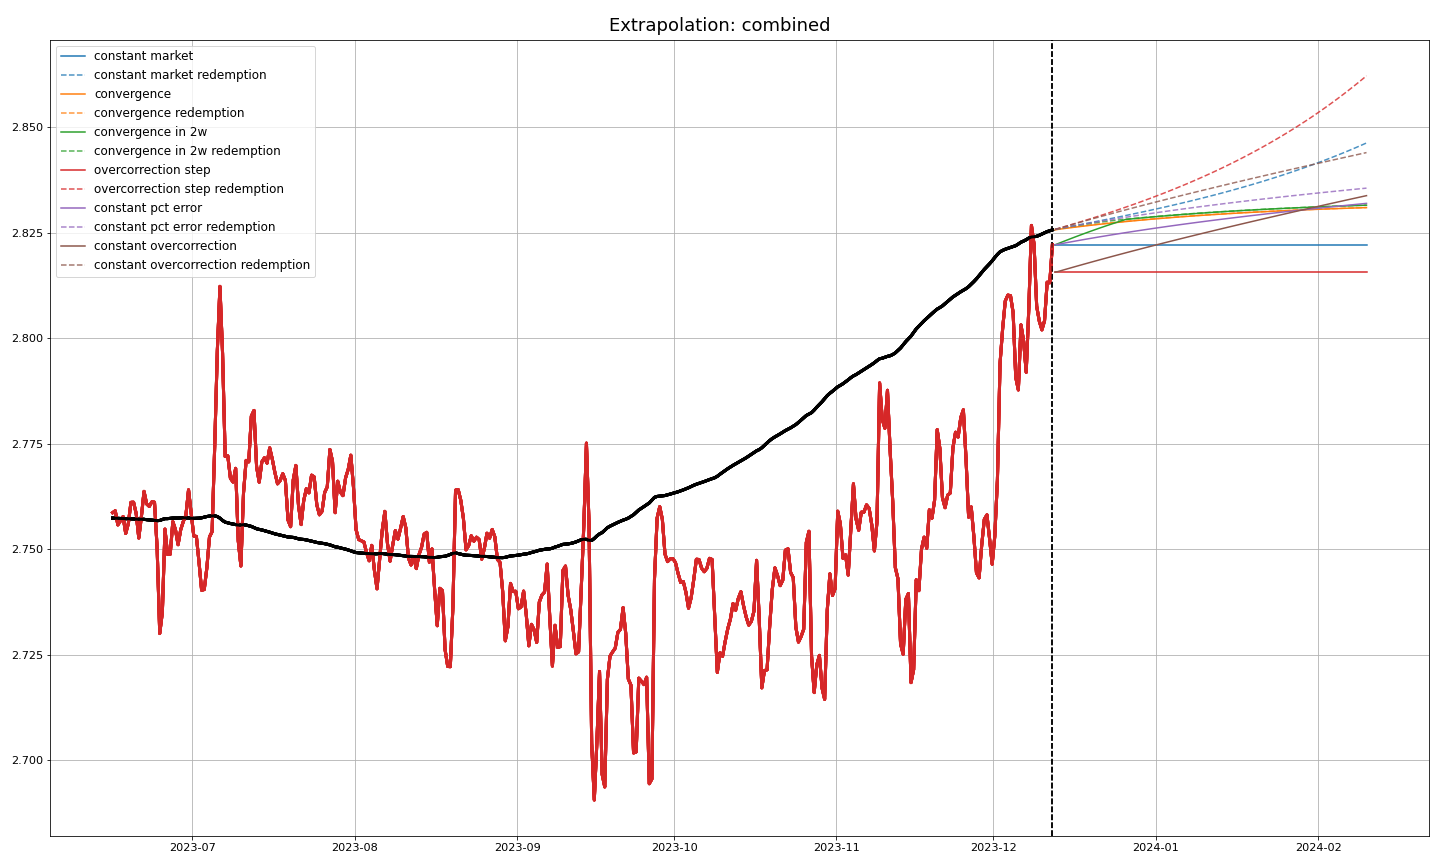 Extrapolation: combined
constant market
constant market redemption
convergence
convergence redemption
convergence in 2w
convergence in 2w redemption
overcorrection step
overcorrection step redemption
constant pct error
constant pct error redemption
constant overcorrection
constant overcorrection redemption
2.850
2.825
2.800
2.775
2.750
2.725
2.700
2023-07 2023-08 2023-09 2023-10 2023-11 2023-12 2024-01 2024-02